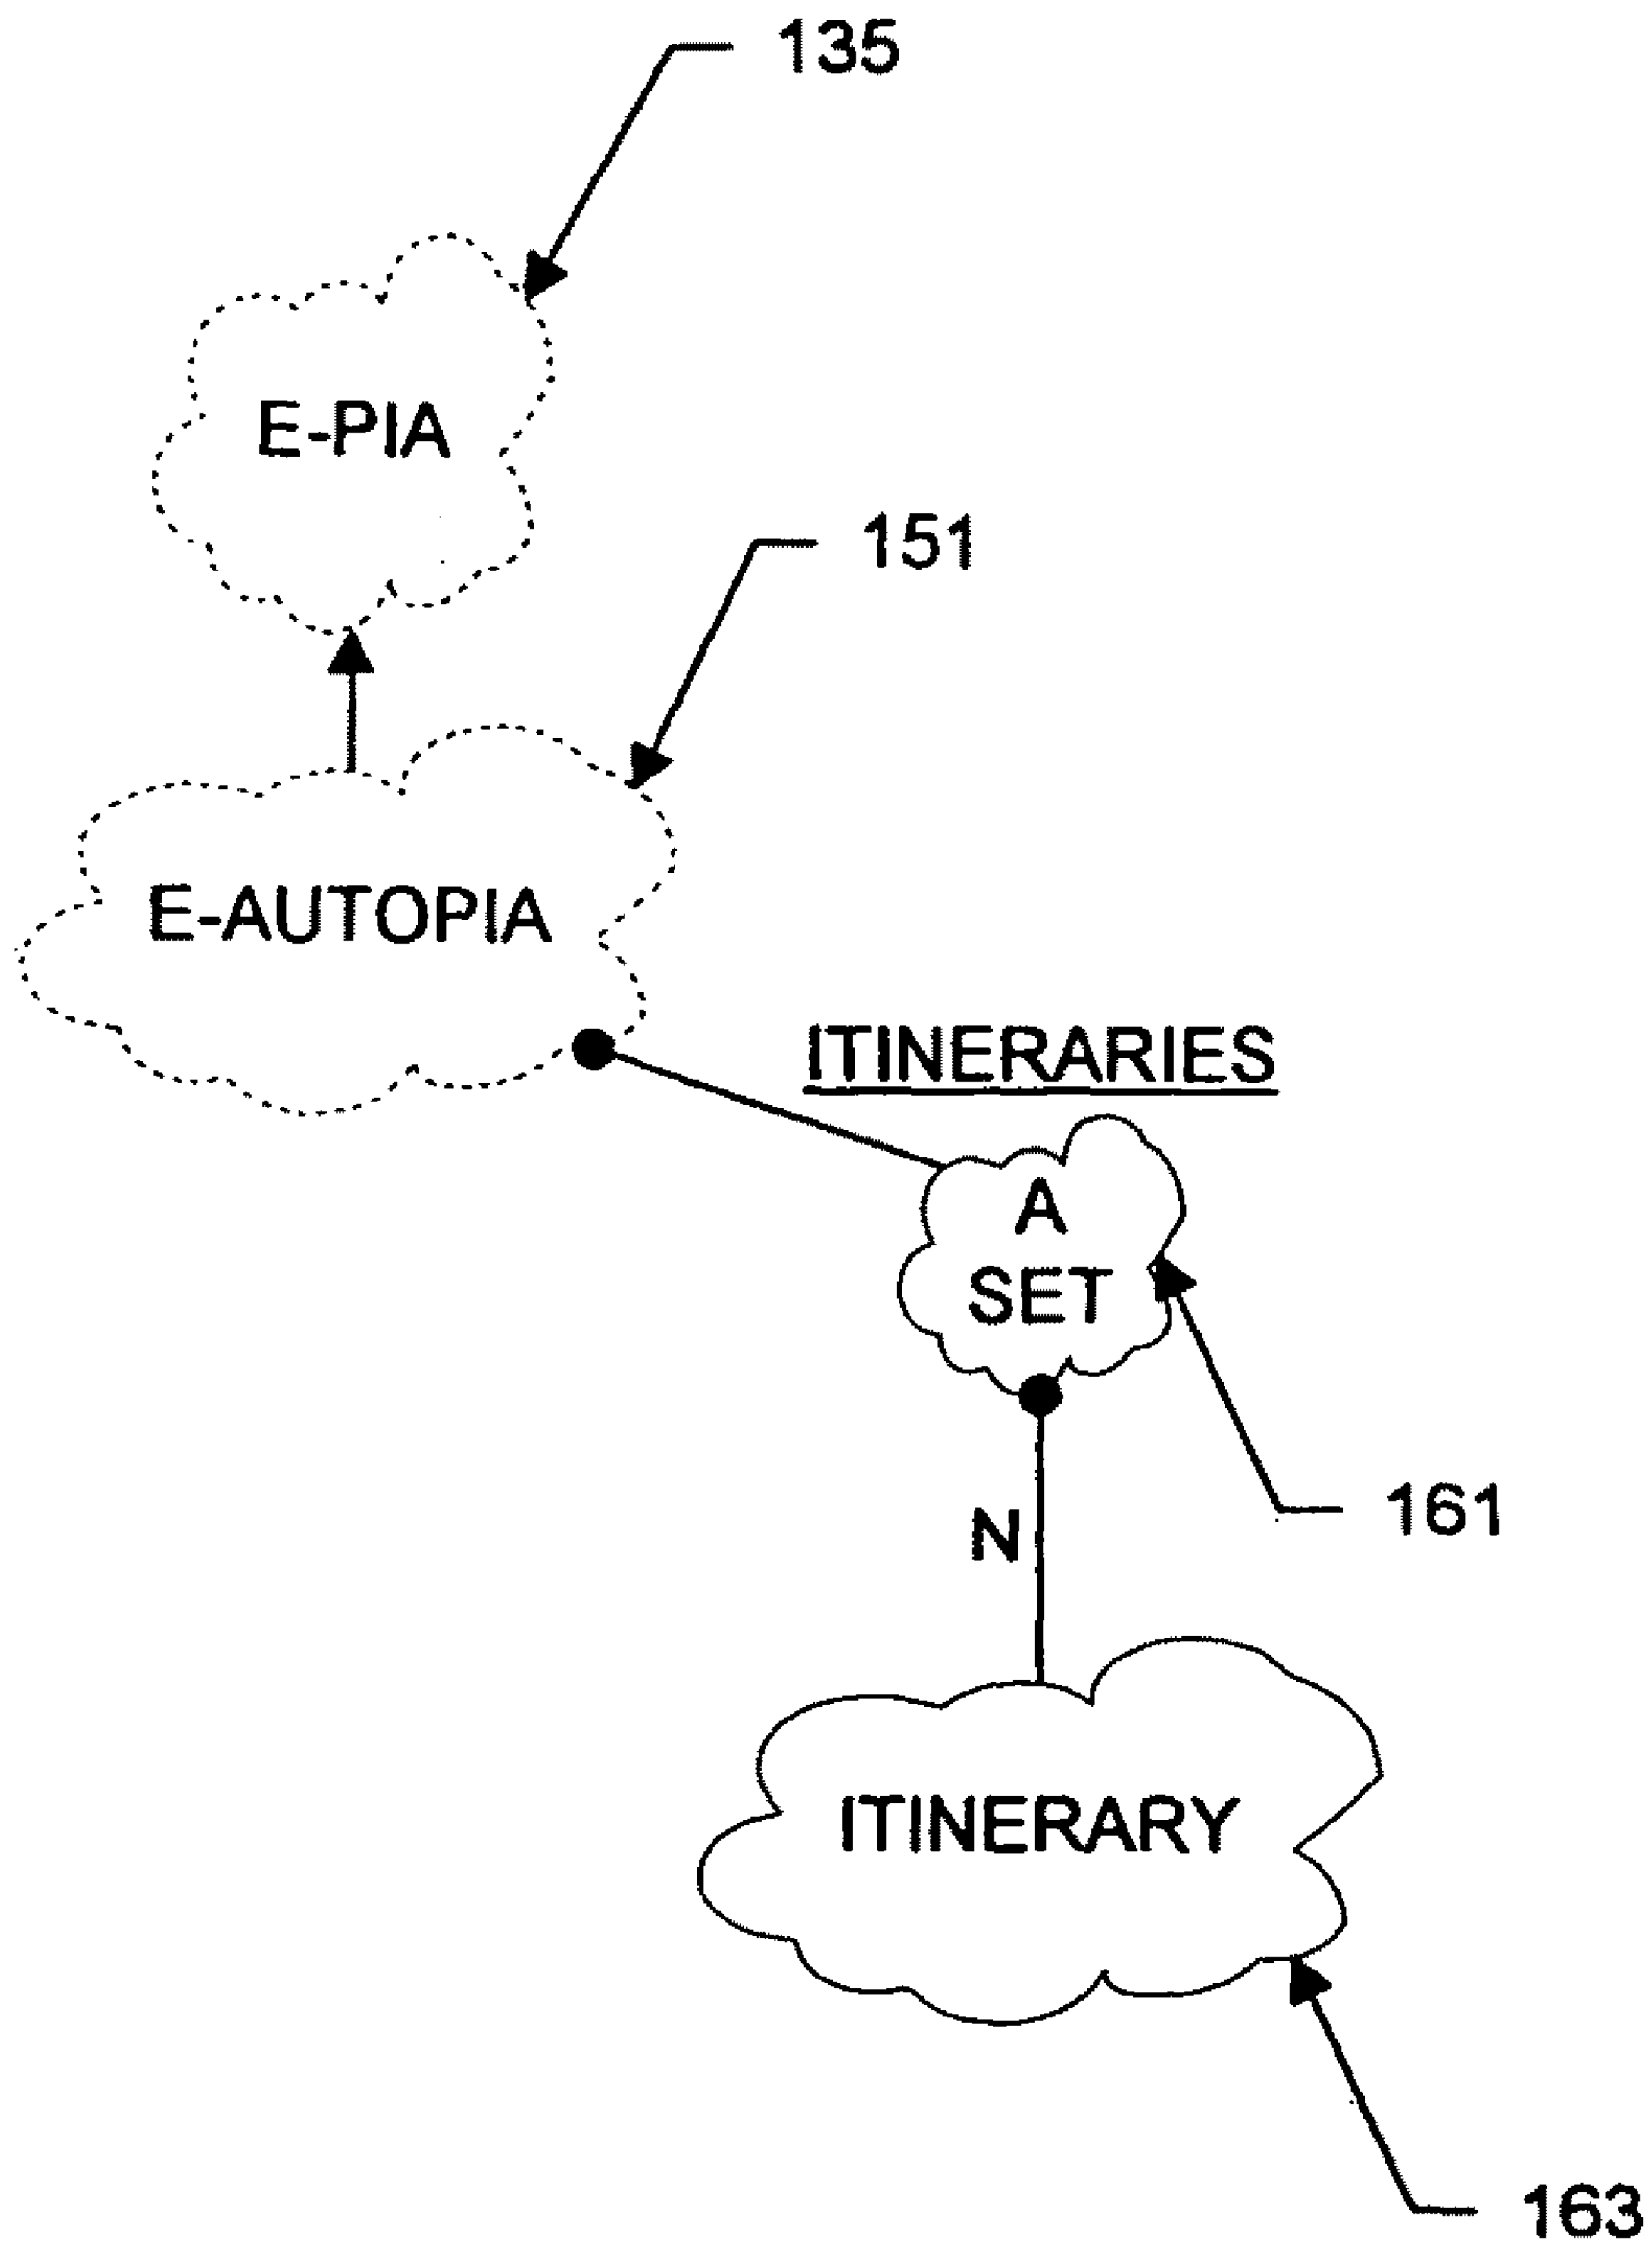 135
E-PIA
151
E-AUTOPIA
ITINERARIES
A
SET
161
N
ITINERARY
163